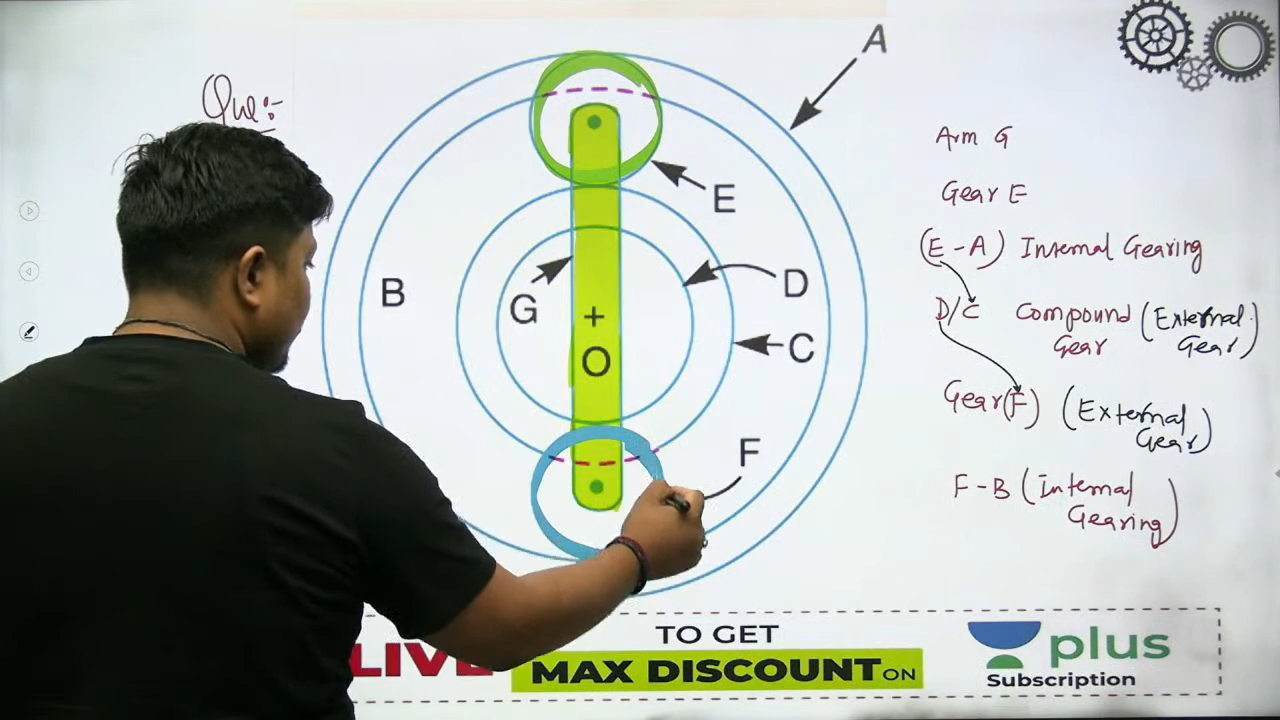 Que:-
A
E
B
G
D
+
O
C
F
Arm G
Gear E
(E-A) Internal Gearing
D/C Compound Gear (External Gear)
Gear(F) (External Gear)
F-B (Internal Gearing)
LIVE
TO GET
MAX DISCOUNT ON
plus
Subscription